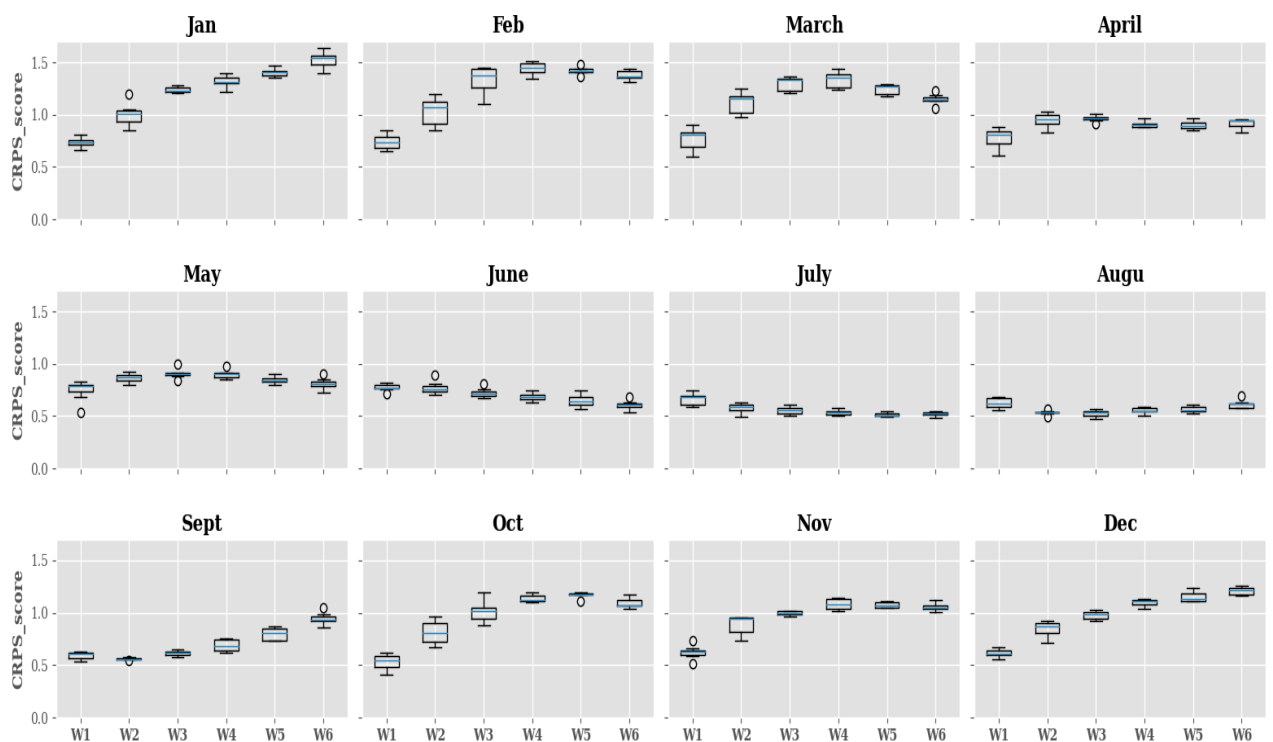 Jan Feb March April
CRPS_score
1.5
1.0
0.5
0.0
May June July Augu
CRPS_score
1.5
1.0
0.5
0.0
Sept Oct Nov Dec
CRPS_score
1.5
1.0
0.5
0.0
W1 W2 W3 W4 W5 W6 W1 W2 W3 W4 W5 W6 W1 W2 W3 W4 W5 W6 W1 W2 W3 W4 W5 W6